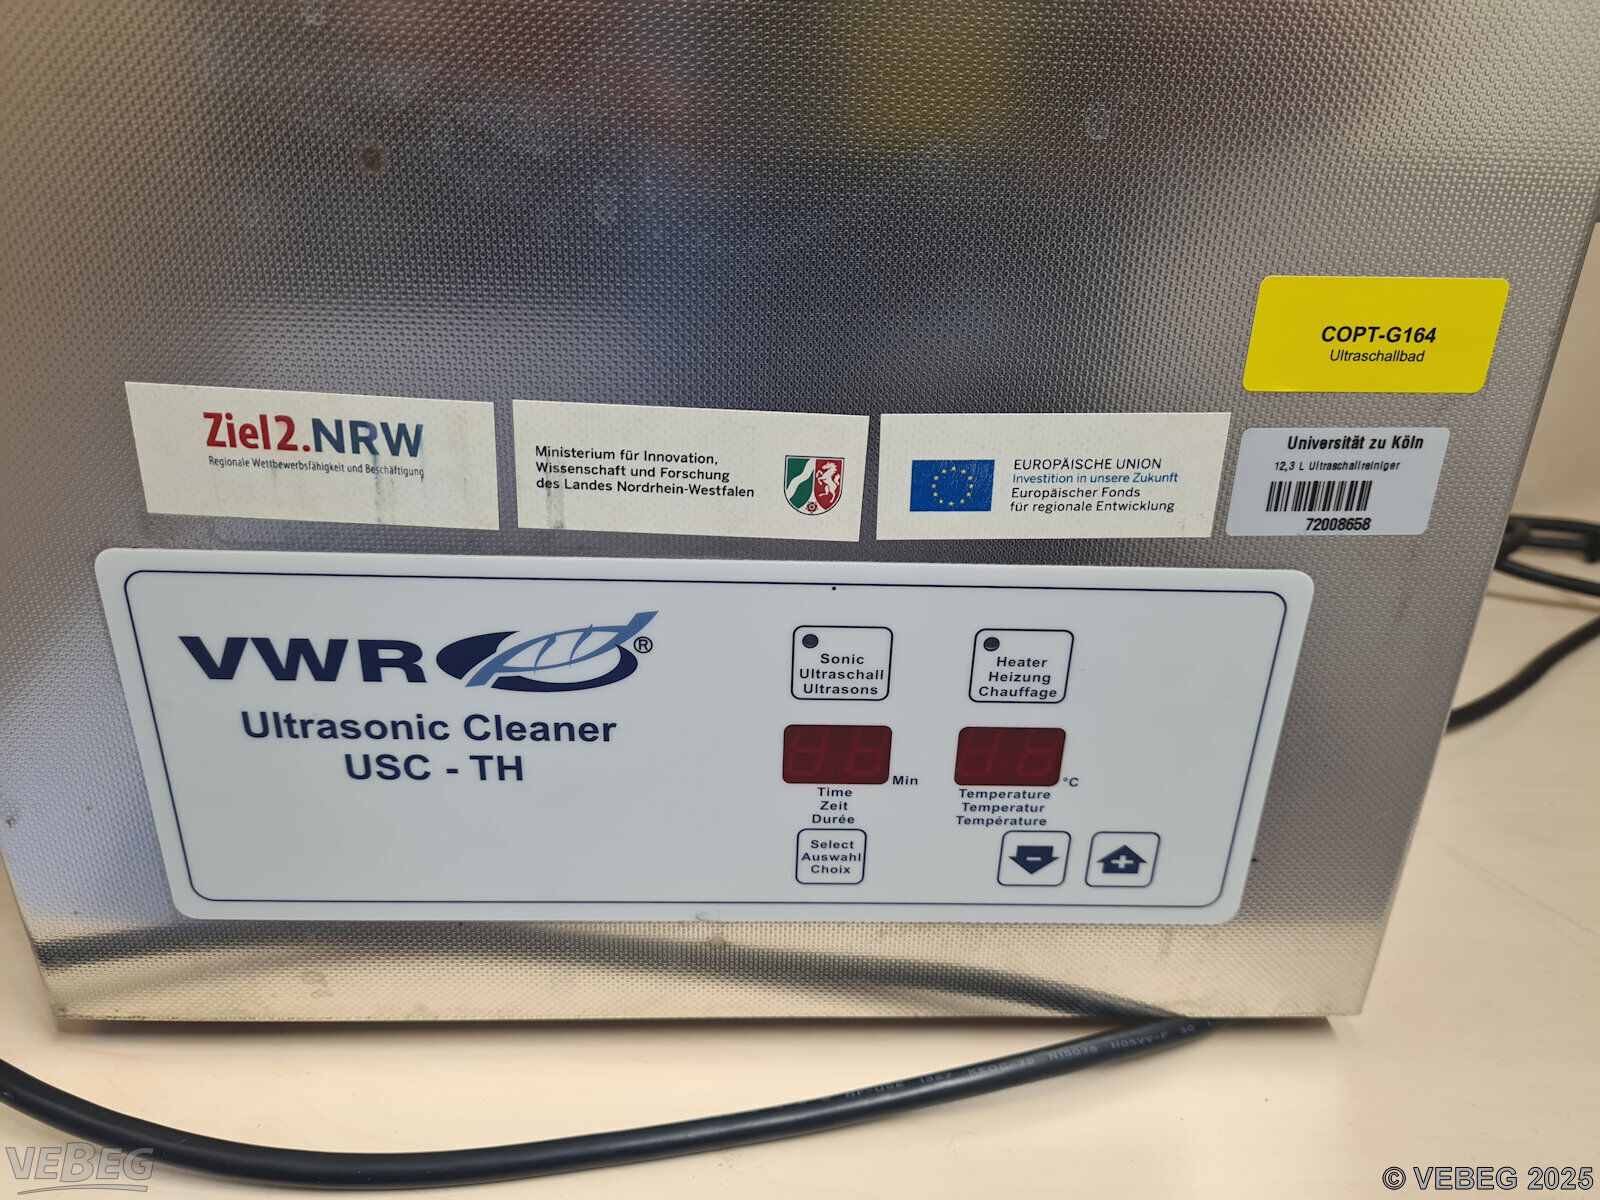 COPT-G164
Ultraschallbad
Ziel2.NRW
Regionale Wettbewerbsfähigkeit und Beschäftigung
Ministerium für Innovation,
Wissenschaft und Forschung
des Landes Nordrhein-Westfalen
EUROPÄISCHE UNION
Investition in unsere Zukunft
Europäischer Fonds
für regionale Entwicklung
Universität zu Köln
12,3 L Ultraschallreiniger
72008658
VWR®
Ultrasonic Cleaner
USC - TH
Sonic
Ultraschall
Ultrasons
Heater
Heizung
Chauffage
Min
°C
Time
Zeit
Durée
Temperature
Temperatur
Température
Select
Auswahl
Choix
-
+
H05VV-F 3G
VEBEG
© VEBEG 2025